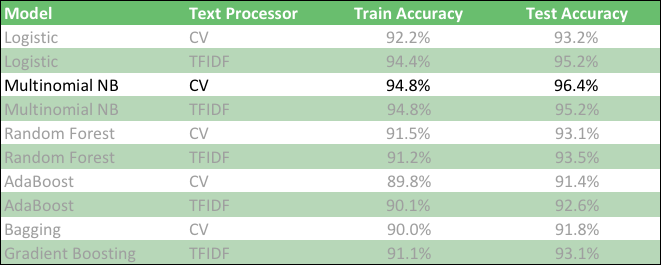 Model Text Processor Train Accuracy Test Accuracy
Logistic CV 92.2% 93.2%
Logistic TFIDF 94.4% 95.2%
Multinomial NB CV 94.8% 96.4%
Multinomial NB TFIDF 94.8% 95.2%
Random Forest CV 91.5% 93.1%
Random Forest TFIDF 91.2% 93.5%
AdaBoost CV 89.8% 91.4%
AdaBoost TFIDF 90.1% 92.6%
Bagging CV 90.0% 91.8%
Gradient Boosting TFIDF 91.1% 93.1%